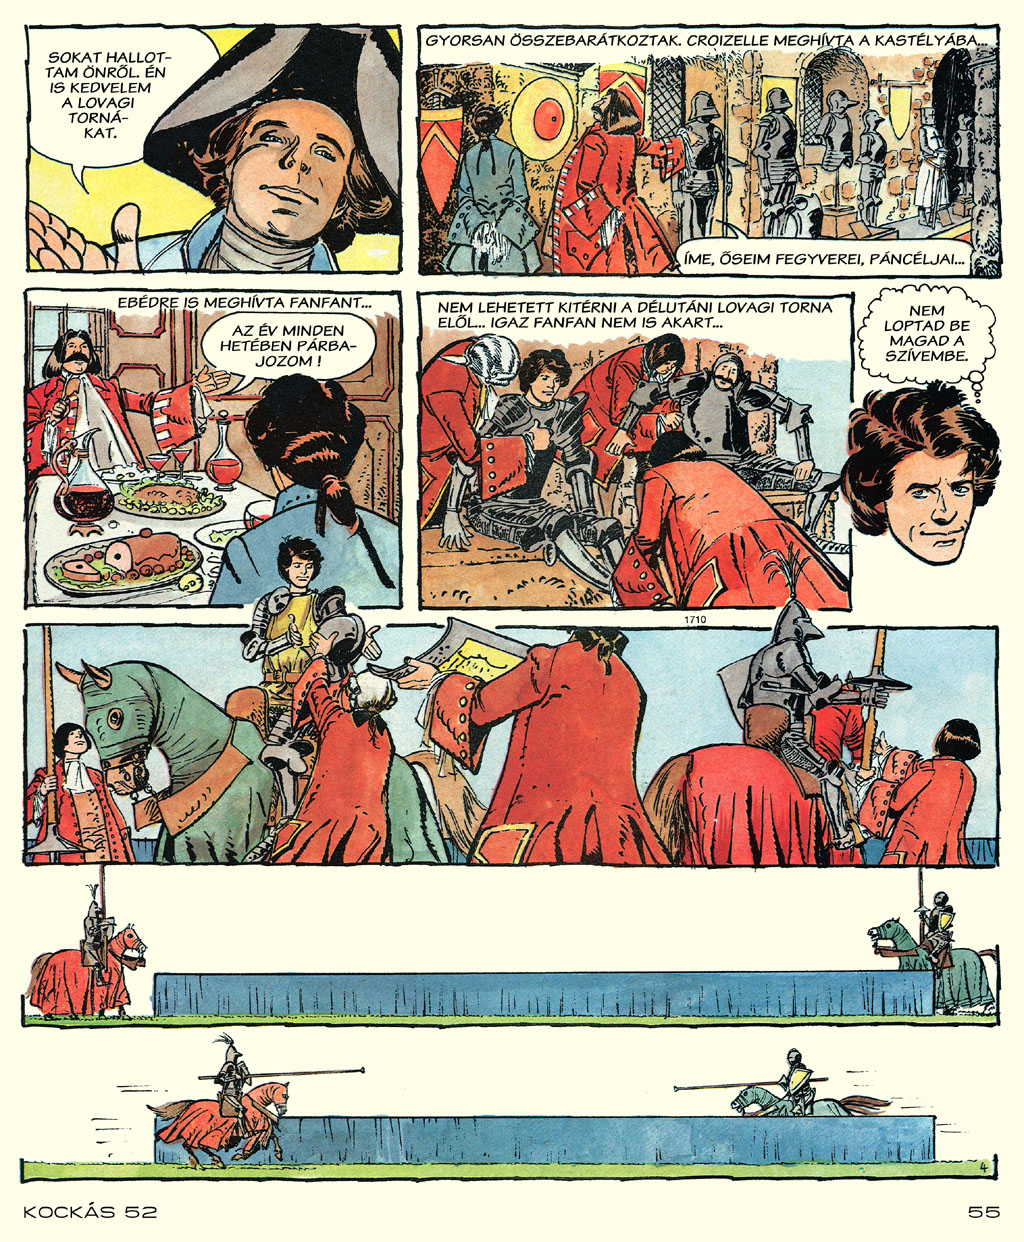 SOKAT HALLOT-
TAM ÖNRŐL. ÉN
IS KEDVELEM
A LOVAGI
TORNÁ-
KAT.
GYORSAN ÖSSZEBARÁTKOZTAK. CROIZELLE MEGHÍVTA A KASTÉLYÁBA...
ÍME, ŐSEIM FEGYVEREI, PÁNCÉLJAI...
EBÉDRE IS MEGHÍVTA FANFANT...
AZ ÉV MINDEN
HETÉBEN PÁRBA-
JOZOM !
NEM LEHETETT KITÉRNI A DÉLUTÁNI LOVAGI TORNA
ELŐL... IGAZ FANFAN NEM IS AKART...
NEM
LOPTAD BE
MAGAD A
SZÍVEMBE.
1710
4
KOCKÁS 52
55